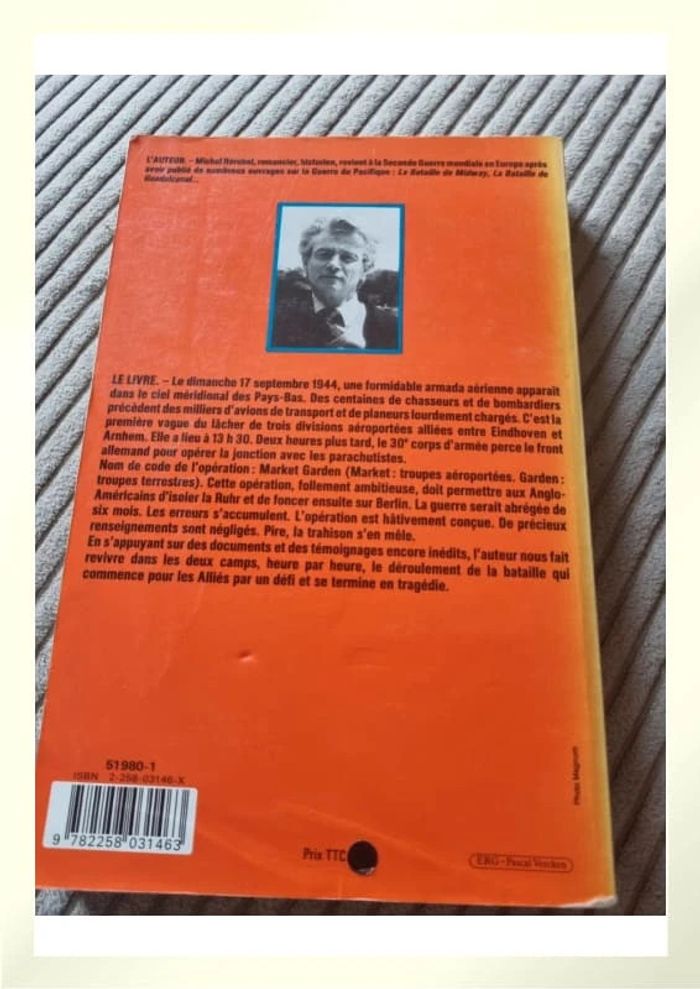 L'AUTEUR. – Michel Herubel, romancier, historien, revient à la Seconde Guerre mondiale en Europe après
avoir publié de nombreux ouvrages sur la Guerre du Pacifique : La Bataille de Midway, La Bataille de
Guadalcanal...
LE LIVRE. – Le dimanche 17 septembre 1944, une formidable armada aérienne apparaît
dans le ciel méridional des Pays-Bas. Des centaines de chasseurs et de bombardiers
précèdent des milliers d'avions de transport et de planeurs lourdement chargés. C'est la
première vague du lâcher de trois divisions aéroportées alliées entre Eindhoven et
Arnhem. Elle a lieu à 13 h 30. Deux heures plus tard, le 30e corps d'armée perce le front
allemand pour opérer la jonction avec les parachutistes.
Nom de code de l'opération : Market Garden (Market : troupes aéroportées. Garden :
troupes terrestres). Cette opération, follement ambitieuse, doit permettre aux Anglo-
Américains d'isoler la Ruhr et de foncer ensuite sur Berlin. La guerre serait abrégée de
six mois. Les erreurs s'accumulent. L'opération est hâtivement conçue. De précieux
renseignements sont négligés. Pire, la trahison s'en mêle.
En s'appuyant sur des documents et des témoignages encore inédits, l'auteur nous fait
revivre dans les deux camps, heure par heure, le déroulement de la bataille qui
commence pour les Alliés par un défi et se termine en tragédie.
51980-1
ISBN 2-258-03146-X
9 782258 031463
Prix TTC
ERG - Pascal Vercken
Photo Magnum